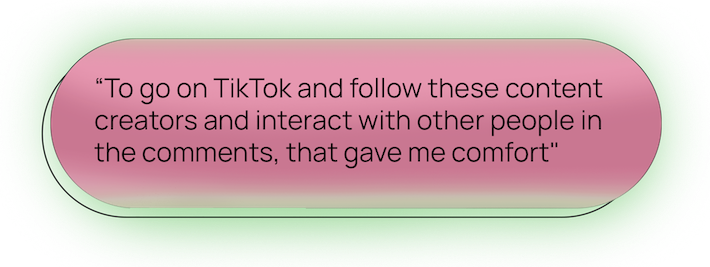 “To go on TikTok and follow these content
creators and interact with other people in
the comments, that gave me comfort"